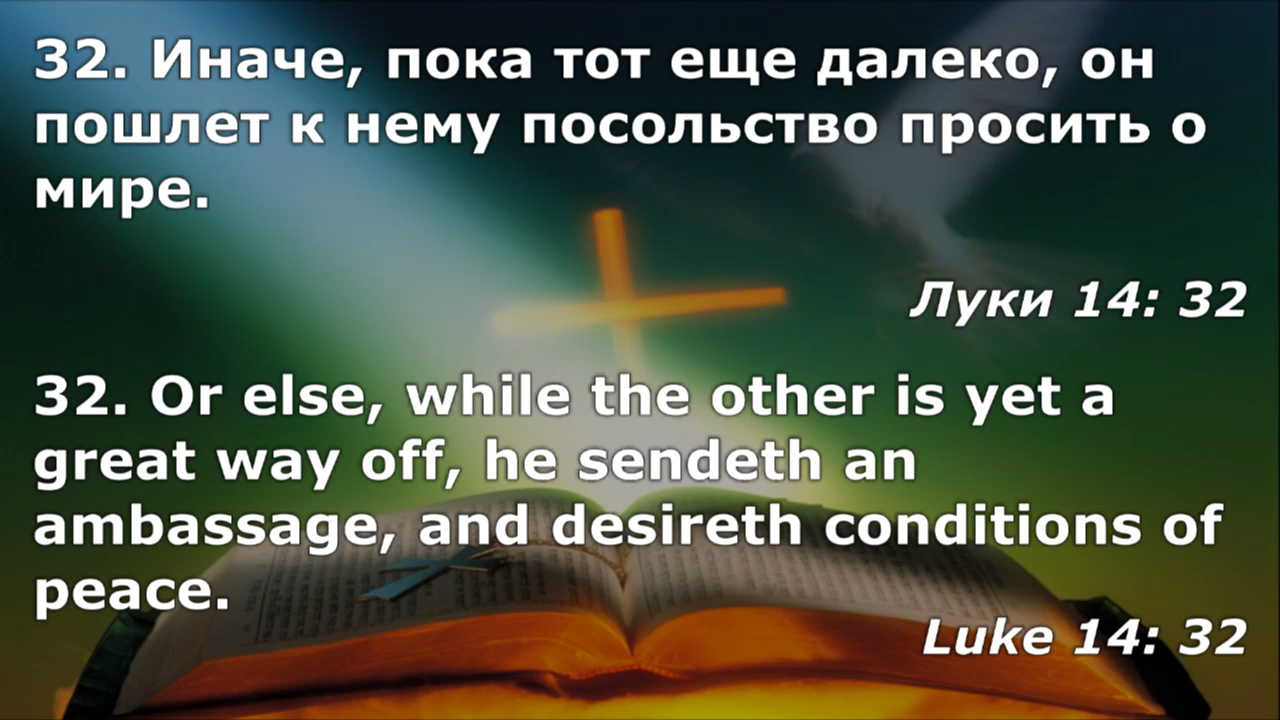 32. Иначе, пока тот еще далеко, он
пошлет к нему посольство просить о
мире.
Луки 14: 32
32. Or else, while the other is yet a
great way off, he sendeth an
ambassage, and desireth conditions of
peace.
Luke 14: 32